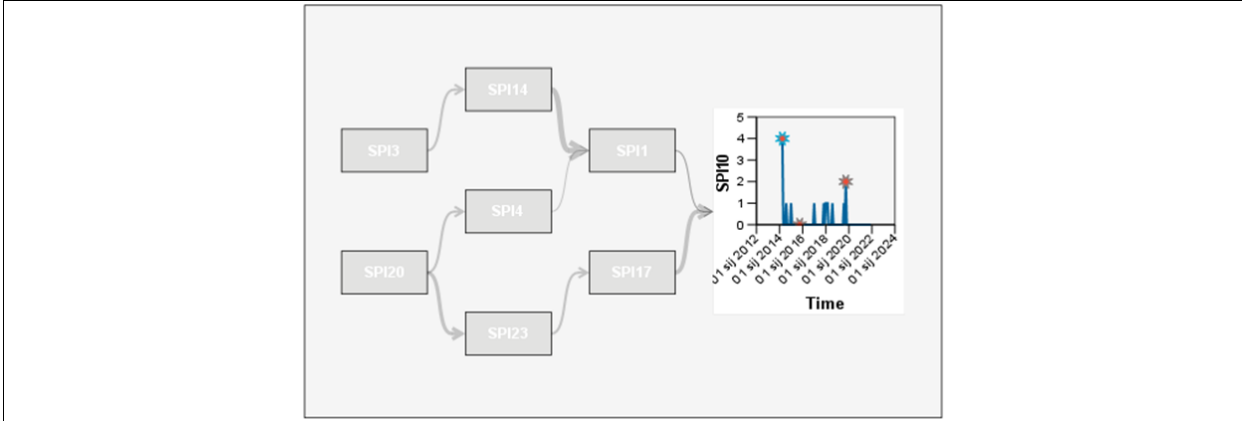 SPI14
SPI3
SPI1
SPI4
SPI20
SPI17
SPI23
SPI10
5
4
3
2
1
0
01 sij 2012
01 sij 2014
01 sij 2016
01 sij 2018
01 sij 2020
01 sij 2022
01 sij 2024
Time